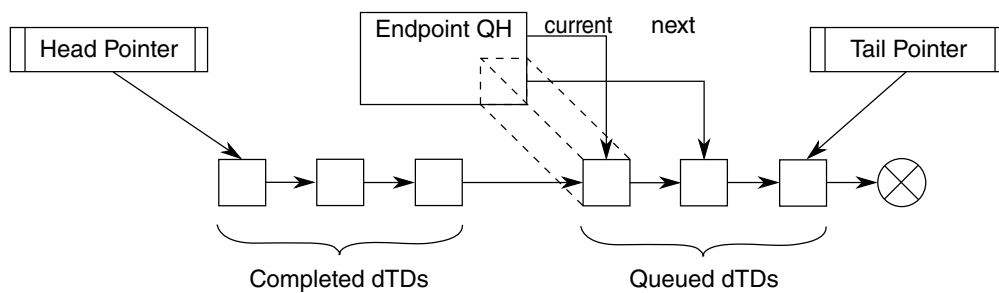 Head Pointer
Endpoint QH
current
next
Tail Pointer
Completed dTDs
Queued dTDs